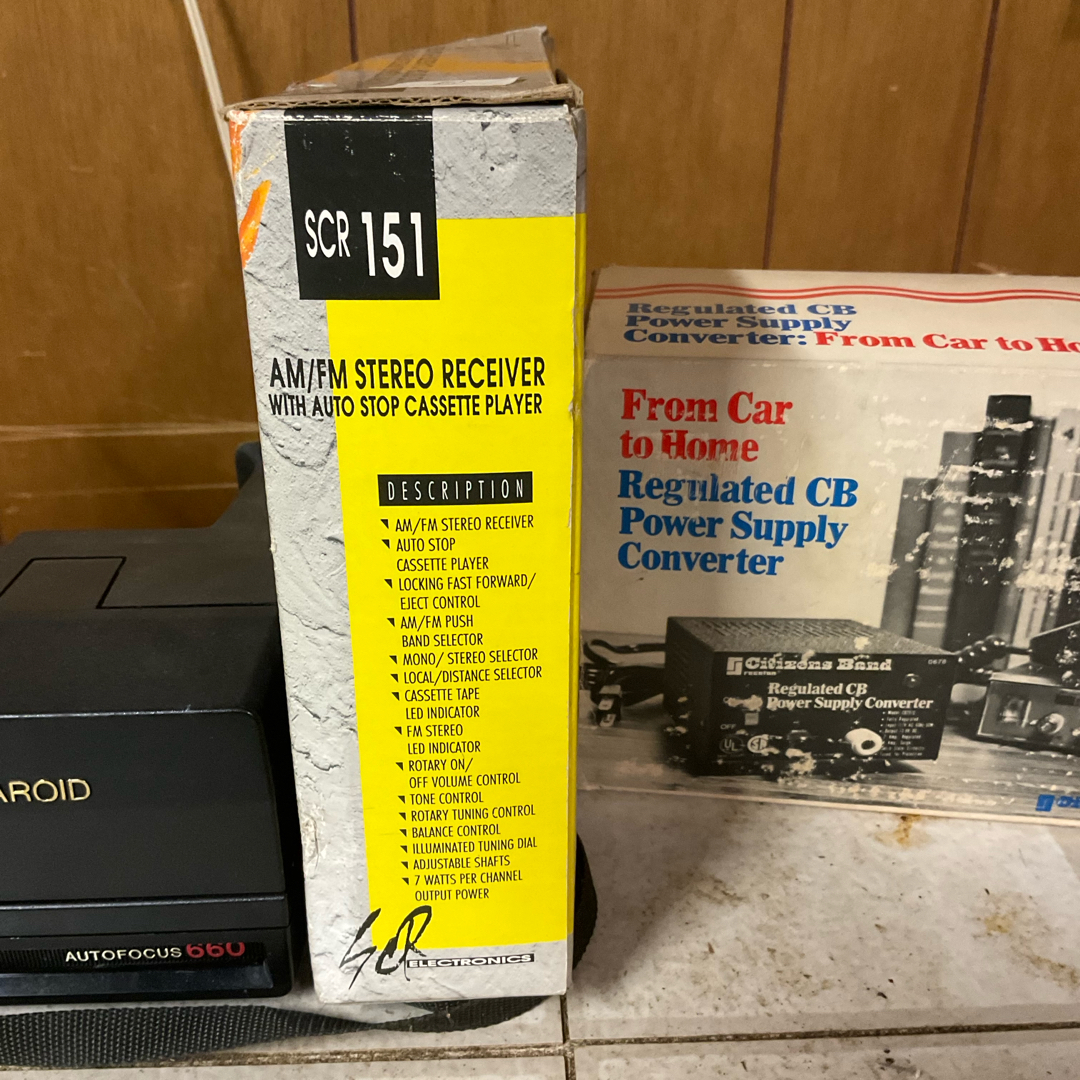 SCR 151
AM/FM STEREO RECEIVER
WITH AUTO STOP CASSETTE PLAYER
DESCRIPTION
AM/FM STEREO RECEIVER
AUTO STOP
CASSETTE PLAYER
LOCKING FAST FORWARD/
EJECT CONTROL
AM/FM PUSH
BAND SELECTOR
MONO/ STEREO SELECTOR
LOCAL/DISTANCE SELECTOR
CASSETTE TAPE
LED INDICATOR
FM STEREO
LED INDICATOR
ROTARY ON/
OFF VOLUME CONTROL
TONE CONTROL
ROTARY TUNING CONTROL
BALANCE CONTROL
ILLUMINATED TUNING DIAL
ADJUSTABLE SHAFTS
7 WATTS PER CHANNEL
OUTPUT POWER
SCR ELECTRONICS
AROID
AUTOFOCUS 660
Regulated CB
Power Supply
Converter: From Car to Ho
From Car
to Home
Regulated CB
Power Supply
Converter
Citizens Band
Regulated CB
Power Supply Converter
OFF
UL